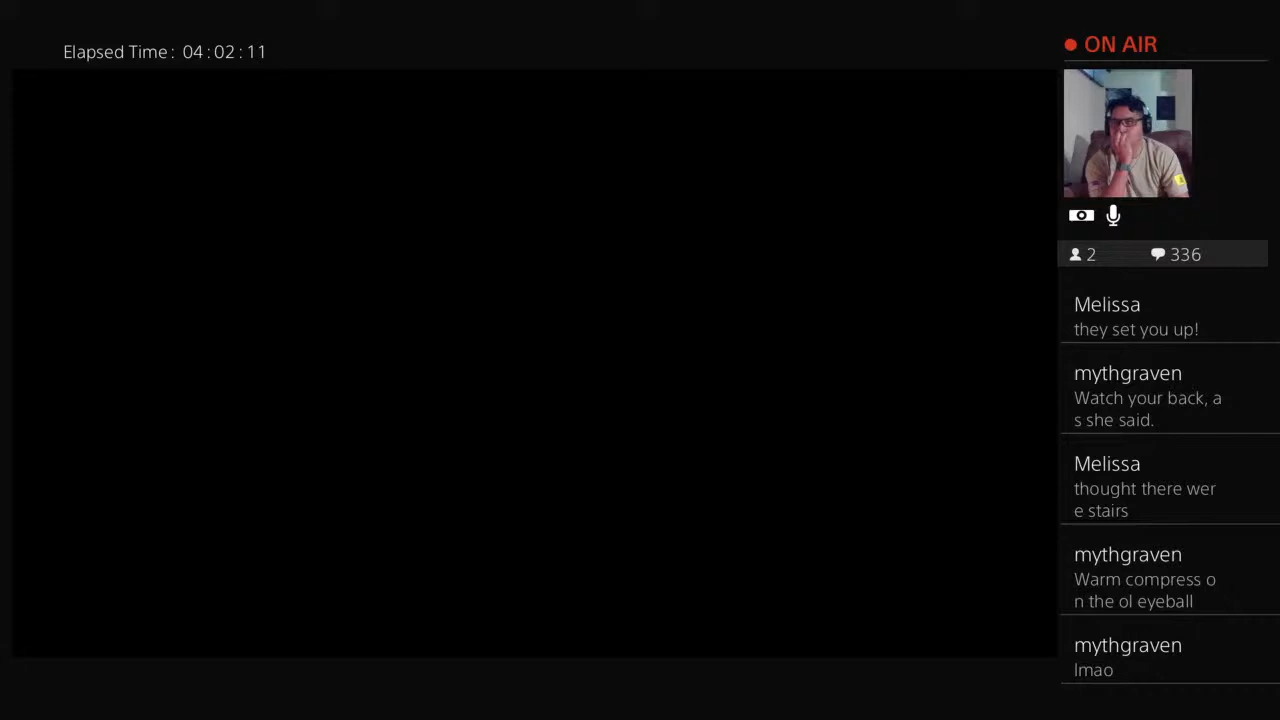 Elapsed Time: 04:02:11
ON AIR
2 336
Melissa
they set you up!
mythgraven
Watch your back, a
s she said.
Melissa
thought there wer
e stairs
mythgraven
Warm compress o
n the ol eyeball
mythgraven
lmao